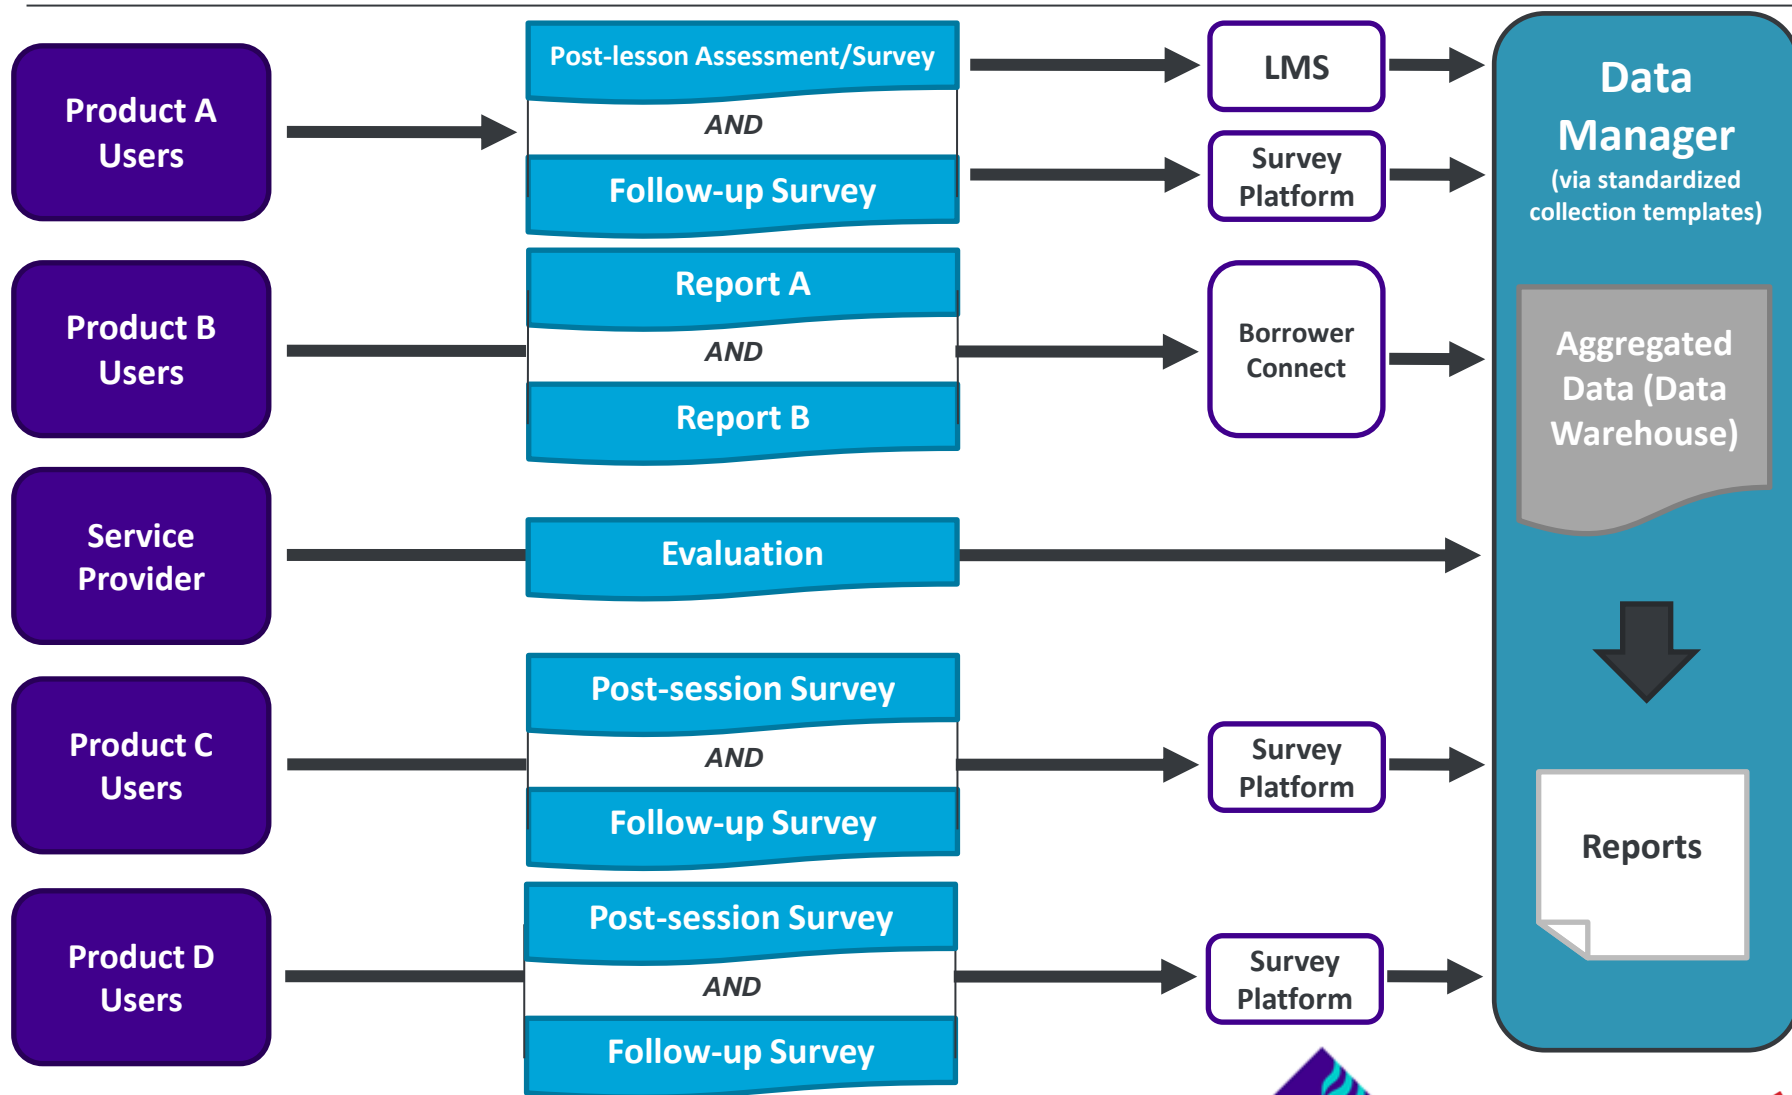 Product A
Users
Post-lesson Assessment/Survey
AND
Follow-up Survey
LMS
Survey
Platform
Product B
Users
Report A
AND
Report B
Borrower
Connect
Service
Provider
Evaluation
Product C
Users
Post-session Survey
AND
Follow-up Survey
Survey
Platform
Product D
Users
Post-session Survey
AND
Follow-up Survey
Survey
Platform
Data
Manager
(via standardized
collection templates)
Aggregated
Data (Data
Warehouse)
Reports